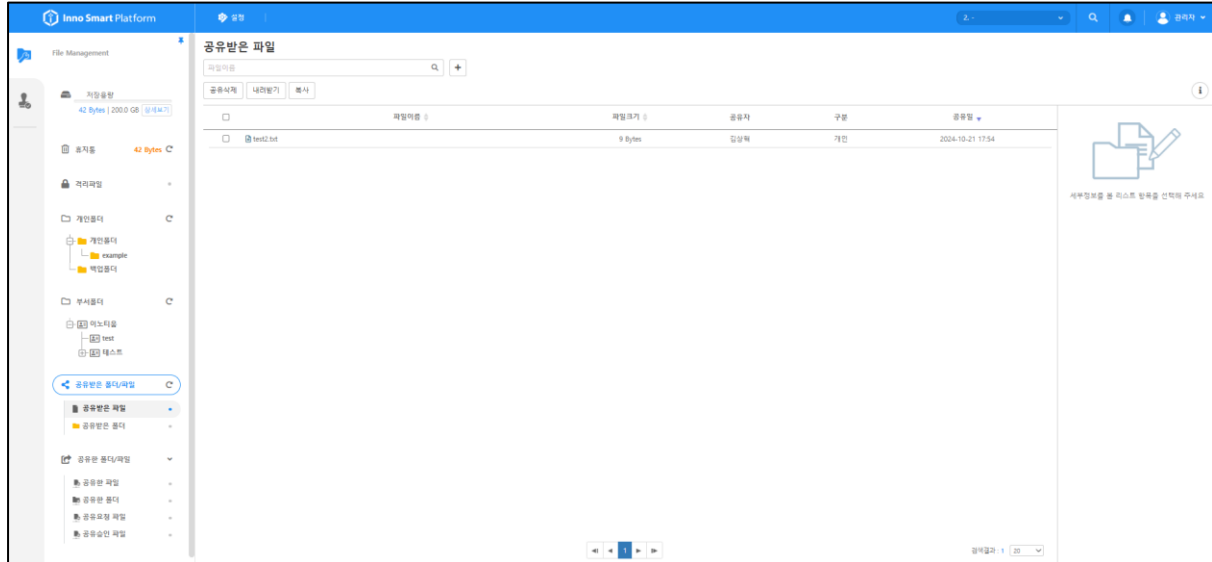 Inno Smart Platform
설정
2. -
관리자
File Management
저장용량
42 Bytes | 200.0 GB 상세보기
휴지통 42 Bytes
격리파일
개인폴더
개인폴더
example
백업폴더
부서폴더
이노티움
test
테스트
공유받은 폴더/파일
공유받은 파일
공유받은 폴더
공유한 폴더/파일
공유한 파일
공유한 폴더
공유요청 파일
공유승인 파일
공유받은 파일
파일이름
+
공유삭제 내려받기 복사
i
파일이름 파일크기 공유자 구분 공유일
test2.txt 9 Bytes 김상혁 개인 2024-10-21 17:54
세부정보를 볼 리스트 항목을 선택해 주세요
1
검색결과 : 1 20